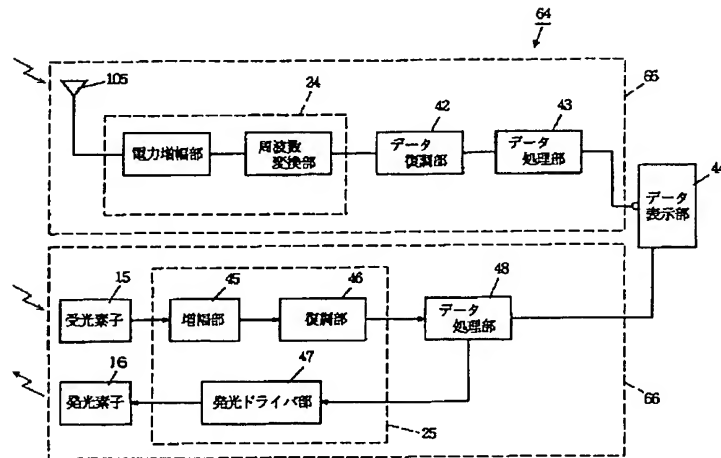 64
105
24
65
42
43
44
電力増幅部
周波数
変換部
データ
復調部
データ
処理部
データ
表示部
15
45
46
48
受光素子
増幅部
復調部
データ
処理部
16
47
発光素子
発光ドライバ部
25
66